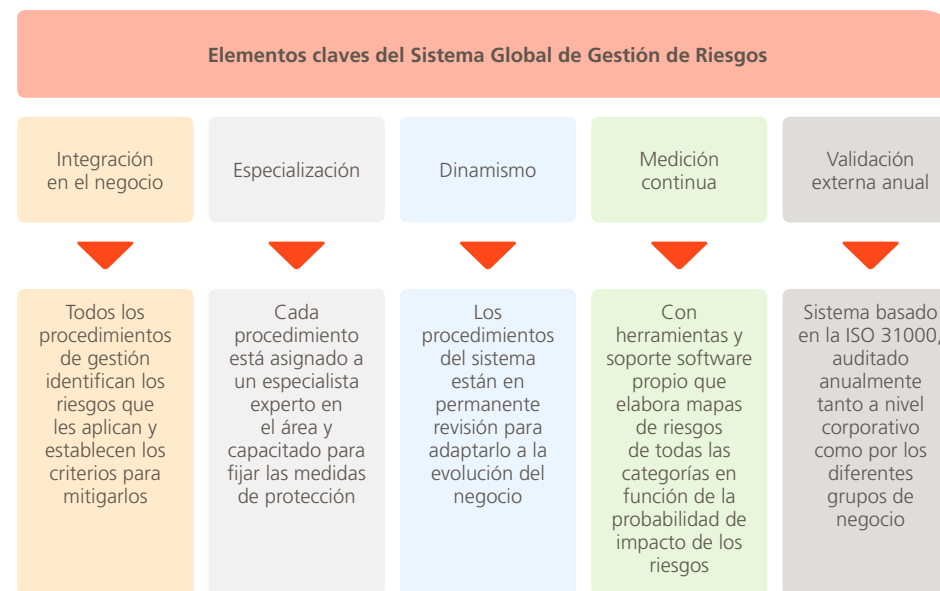 Elementos claves del Sistema Global de Gestión de Riesgos
Integración
en el negocio
Especialización
Dinamismo
Medición
continua
Validación
externa anual
Todos los
procedimientos
de gestión
identifican los
riesgos que
les aplican y
establecen los
criterios para
mitigarlos
Cada
procedimiento
está asignado a
un especialista
experto en
el área y
capacitado para
fijar las medidas
de protección
Los
procedimientos
del sistema
están en
permanente
revisión para
adaptarlo a la
evolución del
negocio
Con
herramientas y
soporte software
propio que
elabora mapas
de riesgos
de todas las
categorías en
función de la
probabilidad de
impacto de los
riesgos
Sistema basado
en la ISO 31000,
auditado
anualmente
tanto a nivel
corporativo
como por los
diferentes
grupos de
negocio